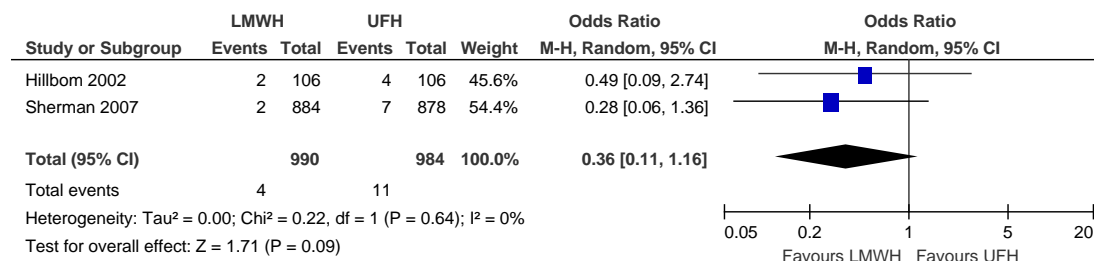 LMWH UFH Odds Ratio Odds Ratio
Study or Subgroup Events Total Events Total Weight M-H, Random, 95% CI M-H, Random, 95% CI
Hillbom 2002 2 106 4 106 45.6% 0.49 [0.09, 2.74]
Sherman 2007 2 884 7 878 54.4% 0.28 [0.06, 1.36]
Total (95% CI) 990 984 100.0% 0.36 [0.11, 1.16]
Total events 4 11
Heterogeneity: Tau² = 0.00; Chi² = 0.22, df = 1 (P = 0.64); I² = 0%
Test for overall effect: Z = 1.71 (P = 0.09)
0.05 0.2 1 5 20
Favours LMWH Favours UFH